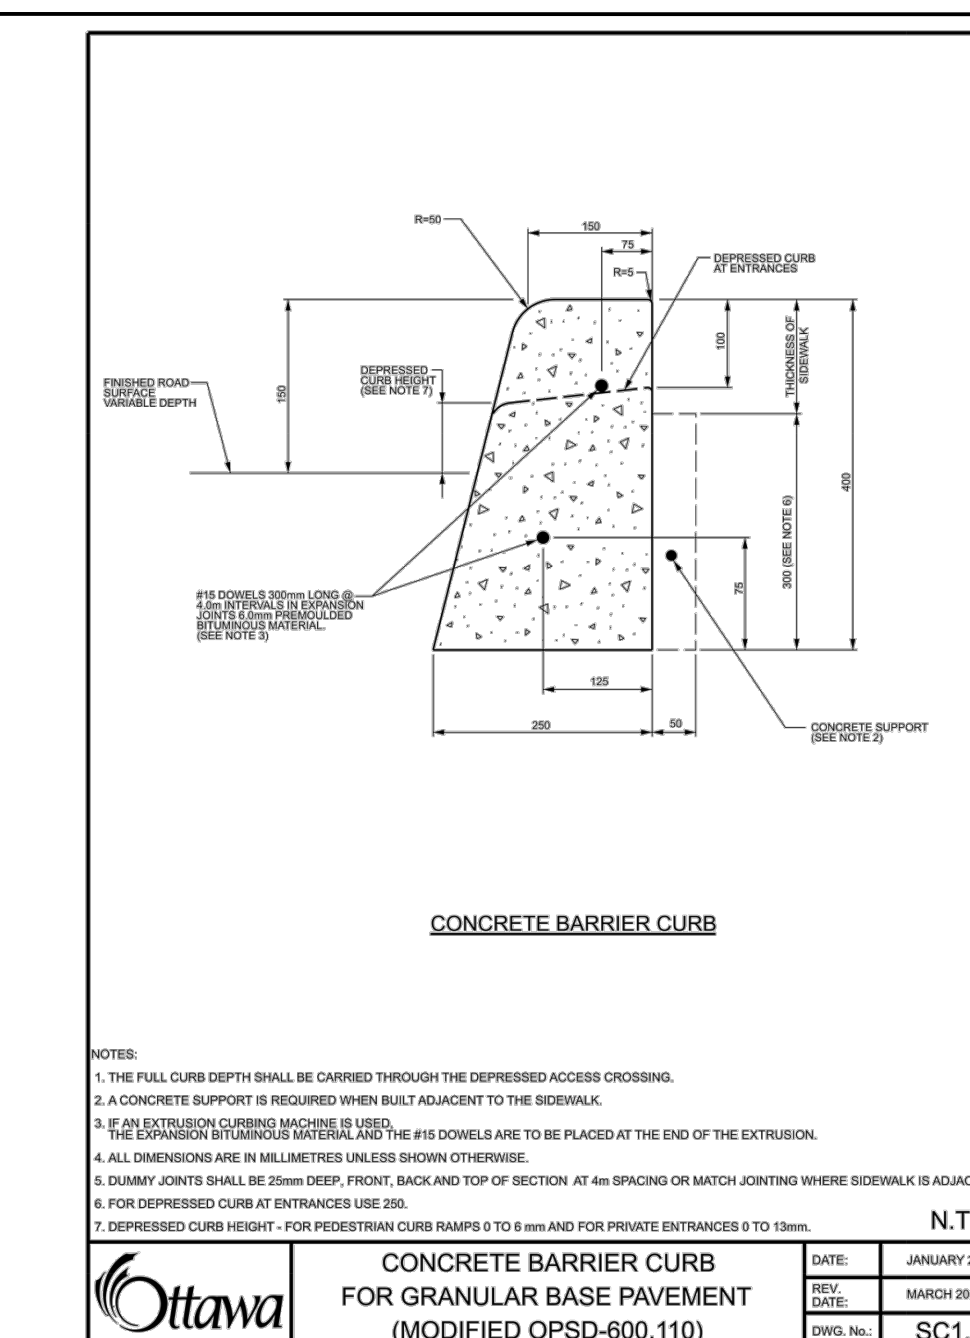 R=50
150
75
R=5
DEPRESSED CURB
AT ENTRANCES
100
THICKNESS OF
SIDEWALK
DEPRESSED
CURB HEIGHT
(SEE NOTE 7)
FINISHED ROAD
SURFACE
VARIABLE DEPTH
150
400
300 (SEE NOTE 6)
75
#15 DOWELS 300mm LONG @
4.0m INTERVALS IN EXPANSION
JOINTS 6.0mm PREMOULDED
BITUMINOUS MATERIAL.
(SEE NOTE 3)
125
250
50
CONCRETE SUPPORT
(SEE NOTE 2)
CONCRETE BARRIER CURB
NOTES:
1. THE FULL CURB DEPTH SHALL BE CARRIED THROUGH THE DEPRESSED ACCESS CROSSING.
2. A CONCRETE SUPPORT IS REQUIRED WHEN BUILT ADJACENT TO THE SIDEWALK.
3. IF AN EXTRUSION CURBING MACHINE IS USED,
THE EXPANSION BITUMINOUS MATERIAL AND THE #15 DOWELS ARE TO BE PLACED AT THE END OF THE EXTRUSION.
4. ALL DIMENSIONS ARE IN MILLIMETRES UNLESS SHOWN OTHERWISE.
5. DUMMY JOINTS SHALL BE 25mm DEEP, FRONT, BACK AND TOP OF SECTION AT 4m SPACING OR MATCH JOINTING WHERE SIDEWALK IS ADJAC
6. FOR DEPRESSED CURB AT ENTRANCES USE 250.
7. DEPRESSED CURB HEIGHT - FOR PEDESTRIAN CURB RAMPS 0 TO 6 mm AND FOR PRIVATE ENTRANCES 0 TO 13mm.
N.T
Ottawa
CONCRETE BARRIER CURB
FOR GRANULAR BASE PAVEMENT
(MODIFIED OPSD-600.110)
DATE:
JANUARY 2
REV.
DATE:
MARCH 20
DWG. No.:
SC1.